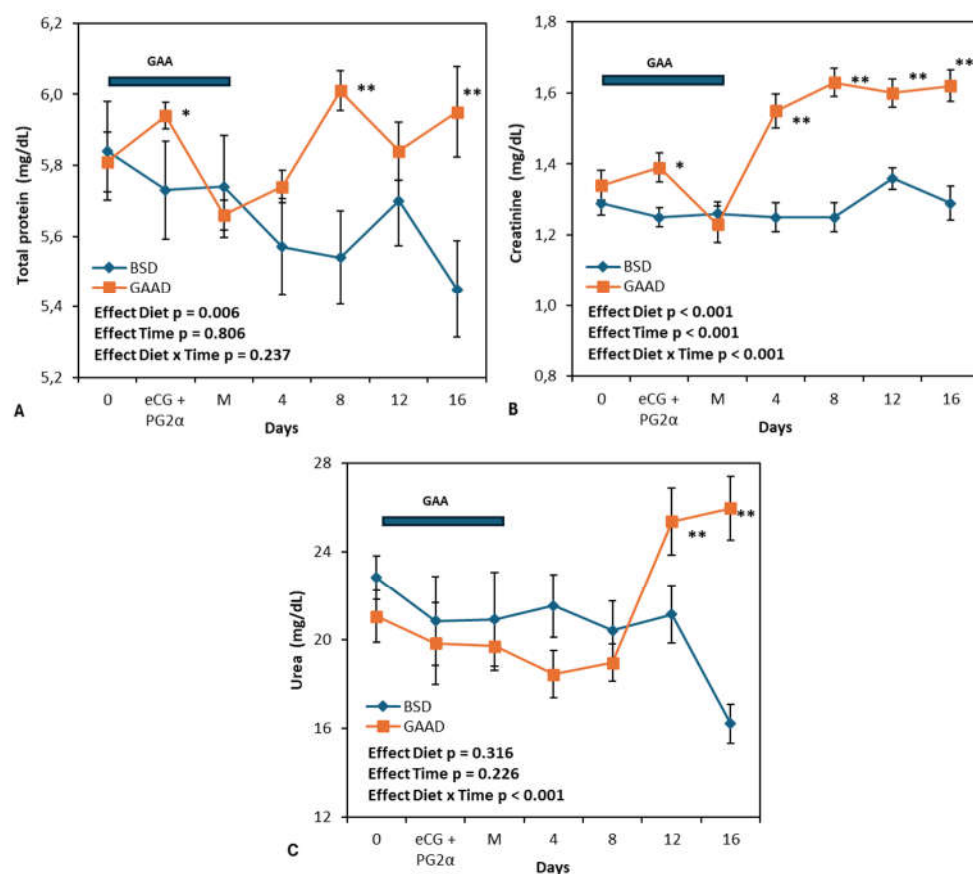 Total protein (mg/dL)
6,2
6,0
5,8
5,6
5,4
5,2
GAA
*
**
**
BSD
GAAD
Effect Diet p = 0.006
Effect Time p = 0.806
Effect Diet x Time p = 0.237
0
eCG + PG2α
M
4
8
12
16
Days
A
Creatinine (mg/dL)
1,8
1,6
1,4
1,2
1,0
0,8
GAA
*
**
**
**
**
BSD
GAAD
Effect Diet p < 0.001
Effect Time p < 0.001
Effect Diet x Time p < 0.001
0
eCG +
PG2α
M
4
8
12
16
Days
B
Urea (mg/dL)
28
24
20
16
12
GAA
**
**
BSD
GAAD
Effect Diet p = 0.316
Effect Time p = 0.226
Effect Diet x Time p < 0.001
0
eCG +
PG2α
M
4
8
12
16
Days
C